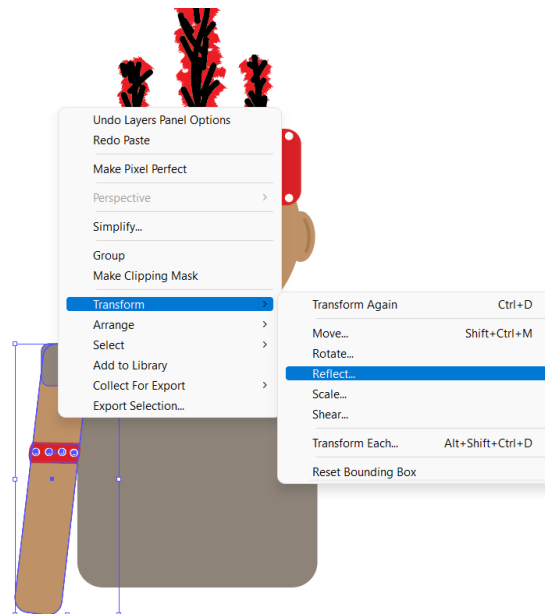 Undo Layers Panel Options
Redo Paste
Make Pixel Perfect
Perspective
Simplify...
Group
Make Clipping Mask
Transform
Arrange
Select
Add to Library
Collect For Export
Export Selection...
Transform Again Ctrl+D
Move... Shift+Ctrl+M
Rotate...
Reflect...
Scale...
Shear...
Transform Each... Alt+Shift+Ctrl+D
Reset Bounding Box